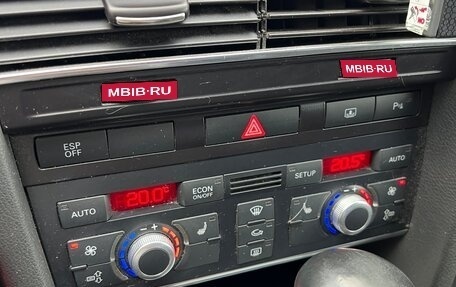 MBIB·RU
MBIB·RU
ESP OFF
P
20.0°
ECON ON/OFF
SETUP
20.5°
AUTO
AUTO